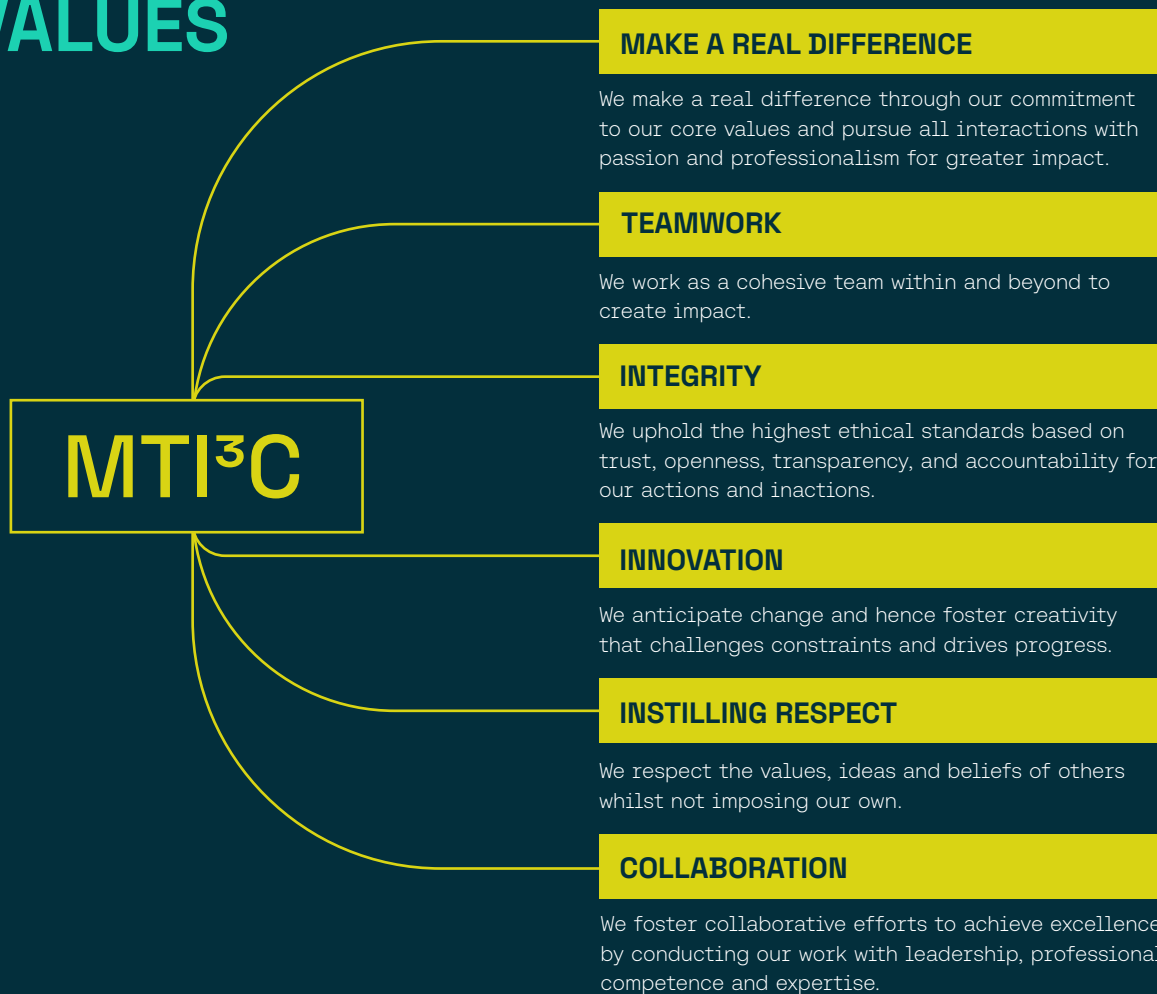 VALUES
MAKE A REAL DIFFERENCE
We make a real difference through our commitment
to our core values and pursue all interactions with
passion and professionalism for greater impact.
TEAMWORK
We work as a cohesive team within and beyond to
create impact.
INTEGRITY
We uphold the highest ethical standards based on
trust, openness, transparency, and accountability for
our actions and inactions.
MTI³C
INNOVATION
We anticipate change and hence foster creativity
that challenges constraints and drives progress.
INSTILLING RESPECT
We respect the values, ideas and beliefs of others
whilst not imposing our own.
COLLABORATION
We foster collaborative efforts to achieve excellence
by conducting our work with leadership, professional
competence and expertise.